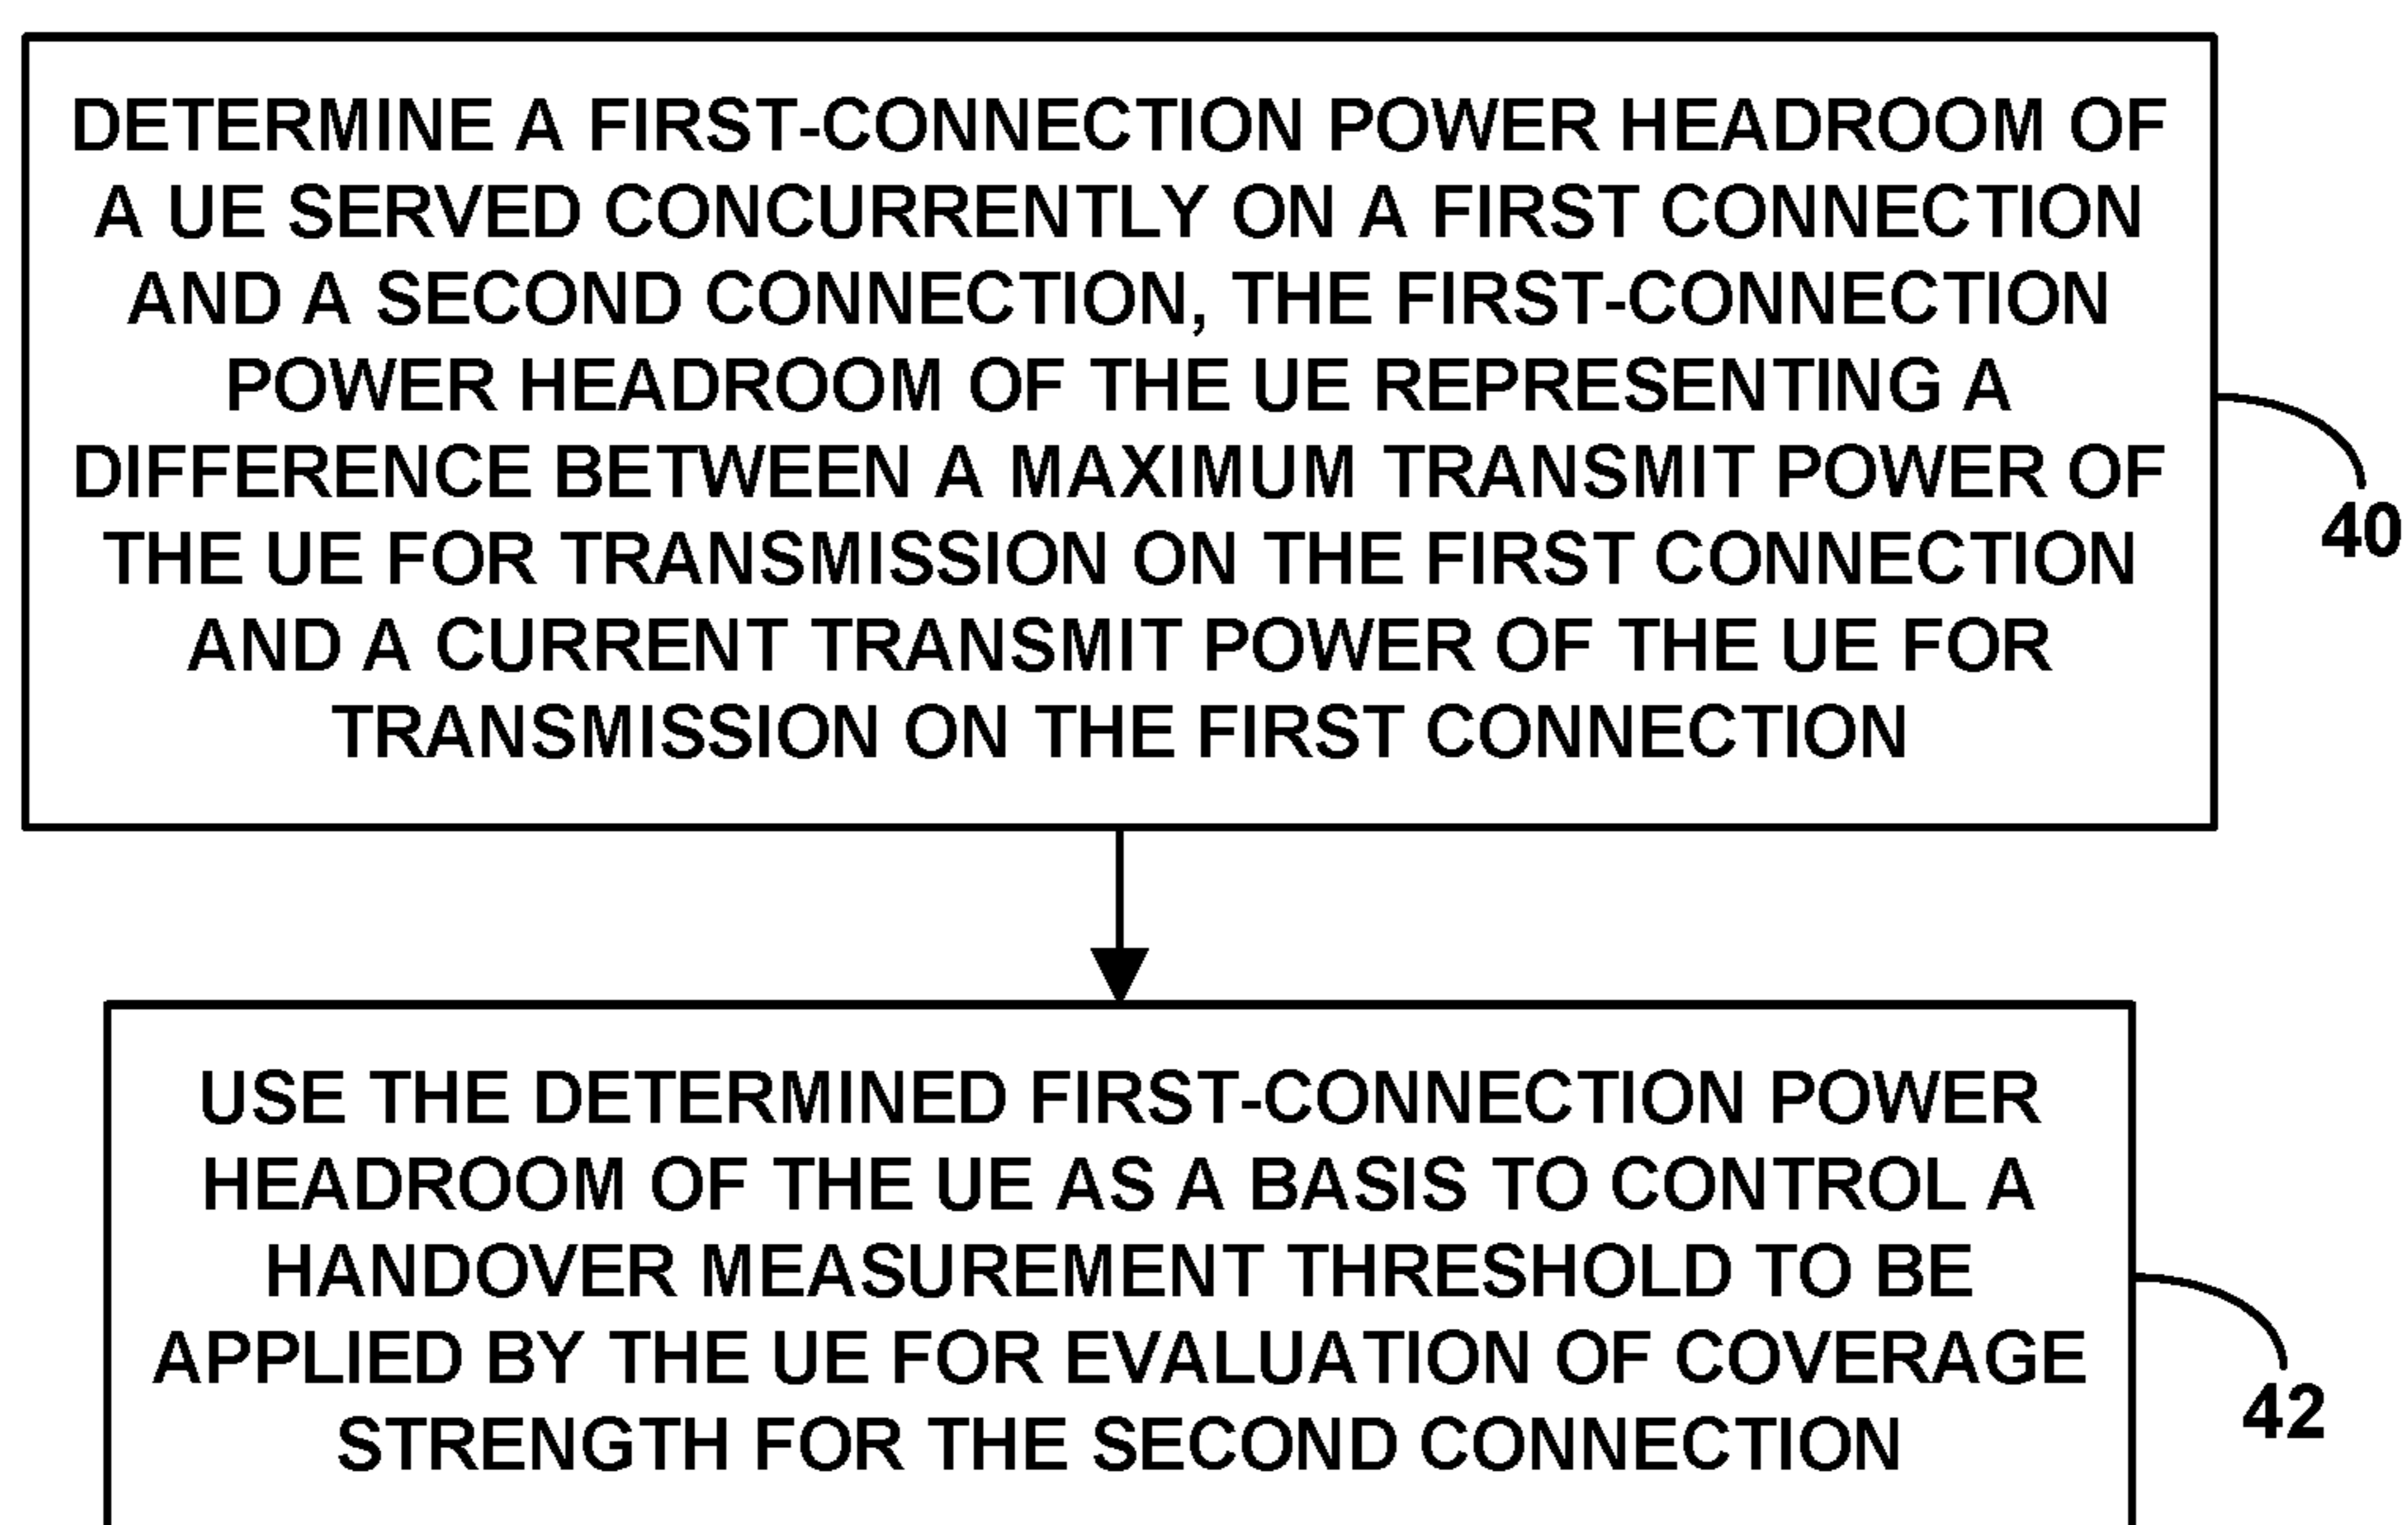 DETERMINE A FIRST-CONNECTION POWER HEADROOM OF
A UE SERVED CONCURRENTLY ON A FIRST CONNECTION
AND A SECOND CONNECTION, THE FIRST-CONNECTION
POWER HEADROOM OF THE UE REPRESENTING A
DIFFERENCE BETWEEN A MAXIMUM TRANSMIT POWER OF
THE UE FOR TRANSMISSION ON THE FIRST CONNECTION
AND A CURRENT TRANSMIT POWER OF THE UE FOR
TRANSMISSION ON THE FIRST CONNECTION
40
USE THE DETERMINED FIRST-CONNECTION POWER
HEADROOM OF THE UE AS A BASIS TO CONTROL A
HANDOVER MEASUREMENT THRESHOLD TO BE
APPLIED BY THE UE FOR EVALUATION OF COVERAGE
STRENGTH FOR THE SECOND CONNECTION
42